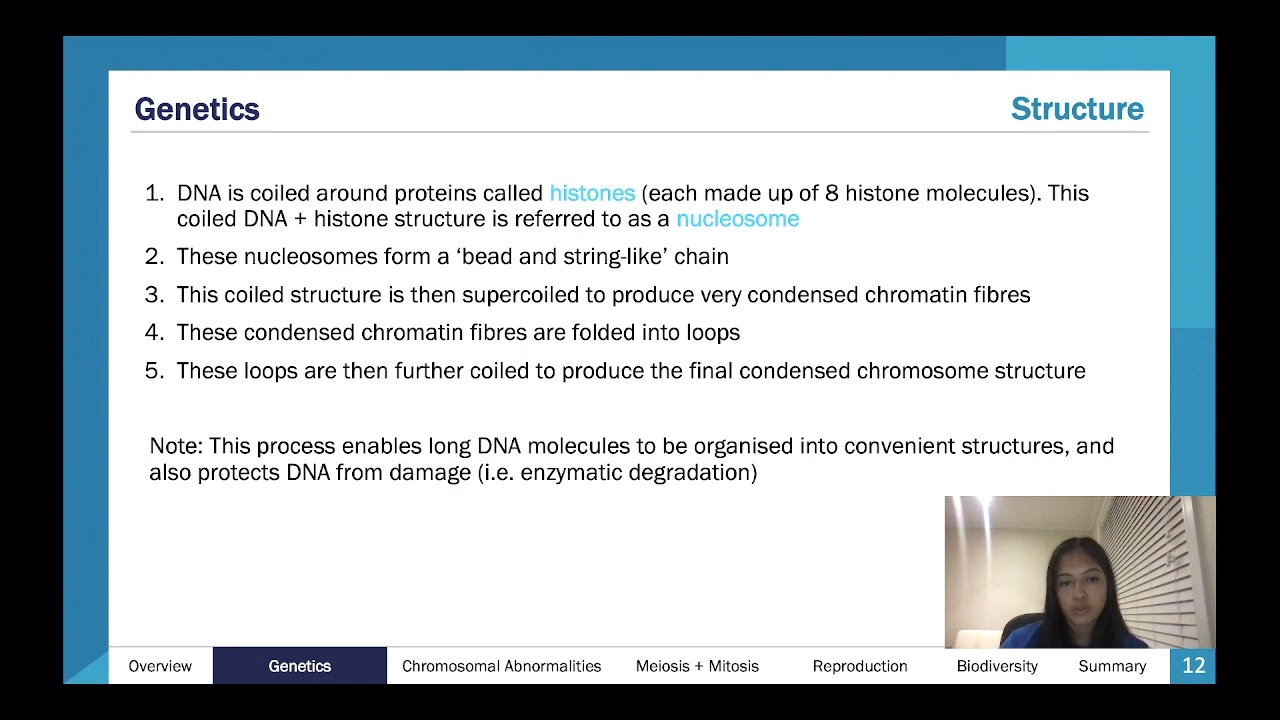 Genetics
Structure
1. DNA is coiled around proteins called histones (each made up of 8 histone molecules). This
coiled DNA + histone structure is referred to as a nucleosome
2. These nucleosomes form a ‘bead and string-like’ chain
3. This coiled structure is then supercoiled to produce very condensed chromatin fibres
4. These condensed chromatin fibres are folded into loops
5. These loops are then further coiled to produce the final condensed chromosome structure
Note: This process enables long DNA molecules to be organised into convenient structures, and
also protects DNA from damage (i.e. enzymatic degradation)
Overview Genetics Chromosomal Abnormalities Meiosis + Mitosis Reproduction Biodiversity Summary 12